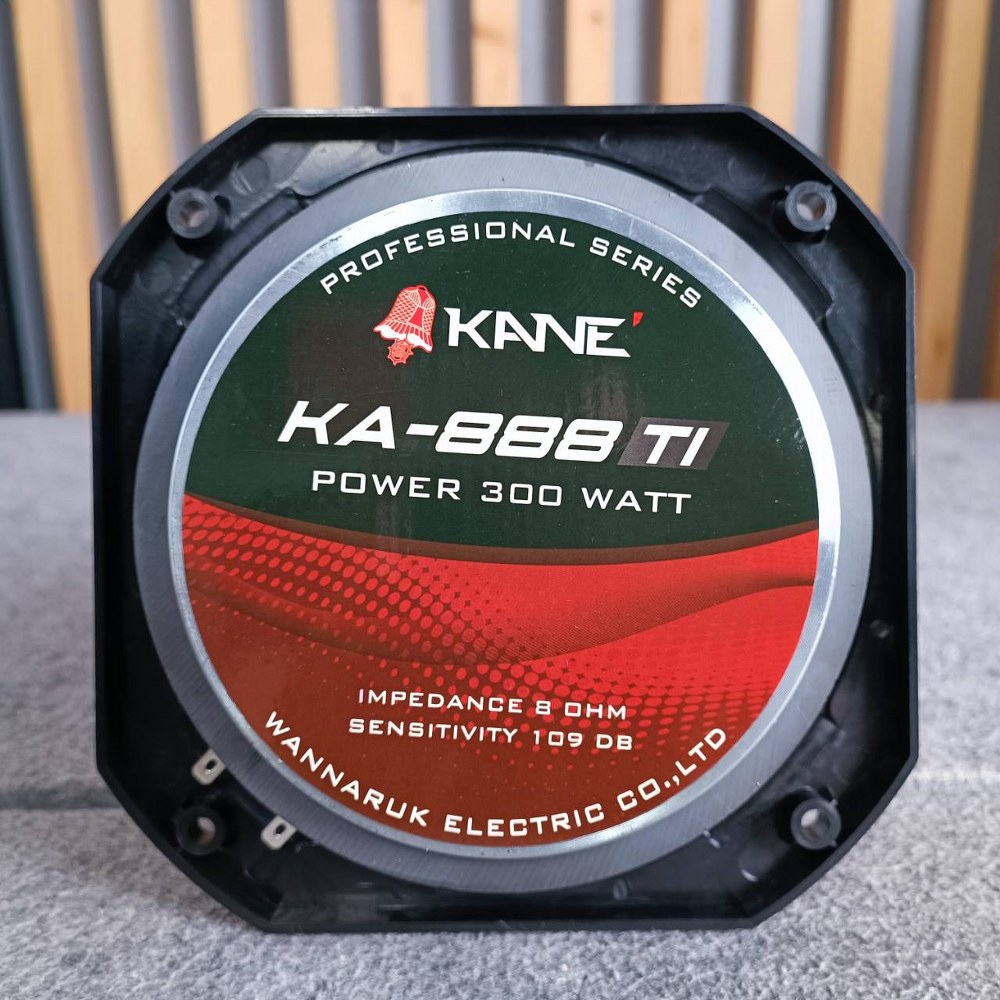 PROFESSIONAL SERIES
KANE'
KA-888 TI
POWER 300 WATT
IMPEDANCE 8 OHM
SENSITIVITY 109 DB
WANNARUK ELECTRIC CO.,LTD